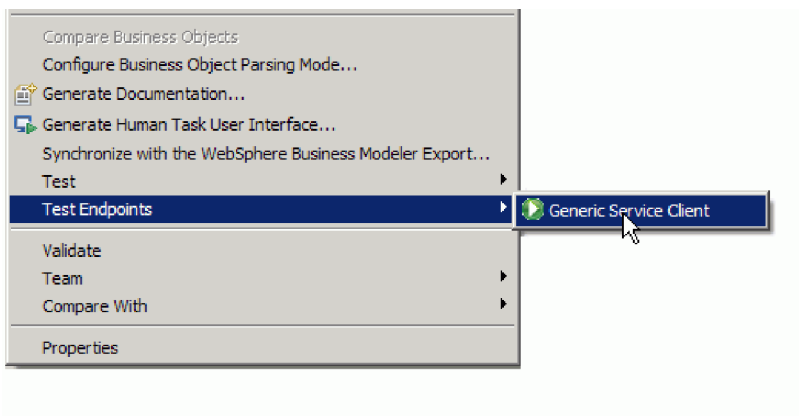 Compare Business Objects
Configure Business Object Parsing Mode...
Generate Documentation...
Generate Human Task User Interface...
Synchronize with the WebSphere Business Modeler Export...
Test
Test Endpoints
Generic Service Client
Validate
Team
Compare With
Properties